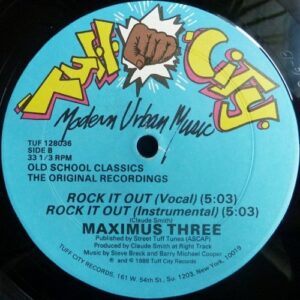 Tuff City
Modern Urban Music
TUF 128036
SIDE B
33 1/3 RPM
OLD SCHOOL CLASSICS
THE ORIGINAL RECORDINGS
ROCK IT OUT (Vocal) (5:03)
ROCK IT OUT (Instrumental) (5:03)
(Claude Smith)
MAXIMUS THREE
Published by Street Tuff Tunes (ASCAP)
Produced by Claude Smith at Right Track
Music by Steve Breck and Barry Michael Cooper
℗ and © 1988 Tuff City Records
TUFF CITY RECORDS, 161 W. 54th St., Su. 1203, New York, N.Y. 10019